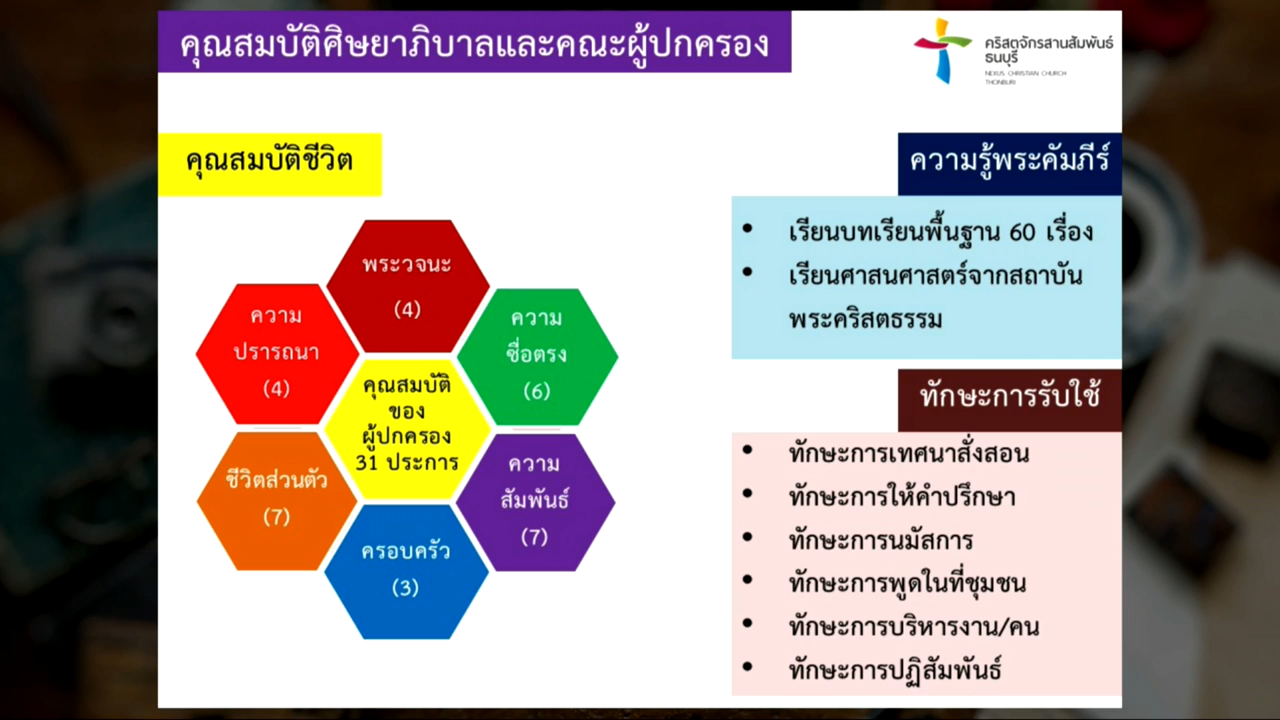 คุณสมบัติศิษยาภิบาลและคณะผู้ปกครอง
คริสตจักรสานสัมพันธ์
ธนบุรี
NEXUS CHRISTIAN CHURCH
THONBURI
คุณสมบัติชีวิต
พระวจนะ
(4)
ความ
ซื่อตรง
(6)
ความ
สัมพันธ์
(7)
ครอบครัว
(3)
ชีวิตส่วนตัว
(7)
ความ
ปรารถนา
(4)
คุณสมบัติ
ของ
ผู้ปกครอง
31 ประการ
ความรู้พระคัมภีร์
• เรียนบทเรียนพื้นฐาน 60 เรื่อง
• เรียนศาสนศาสตร์จากสถาบัน
พระคริสตธรรม
ทักษะการรับใช้
• ทักษะการเทศนาสั่งสอน
• ทักษะการให้คำปรึกษา
• ทักษะการนมัสการ
• ทักษะการพูดในที่ชุมชน
• ทักษะการบริหารงาน/คน
• ทักษะการปฏิสัมพันธ์